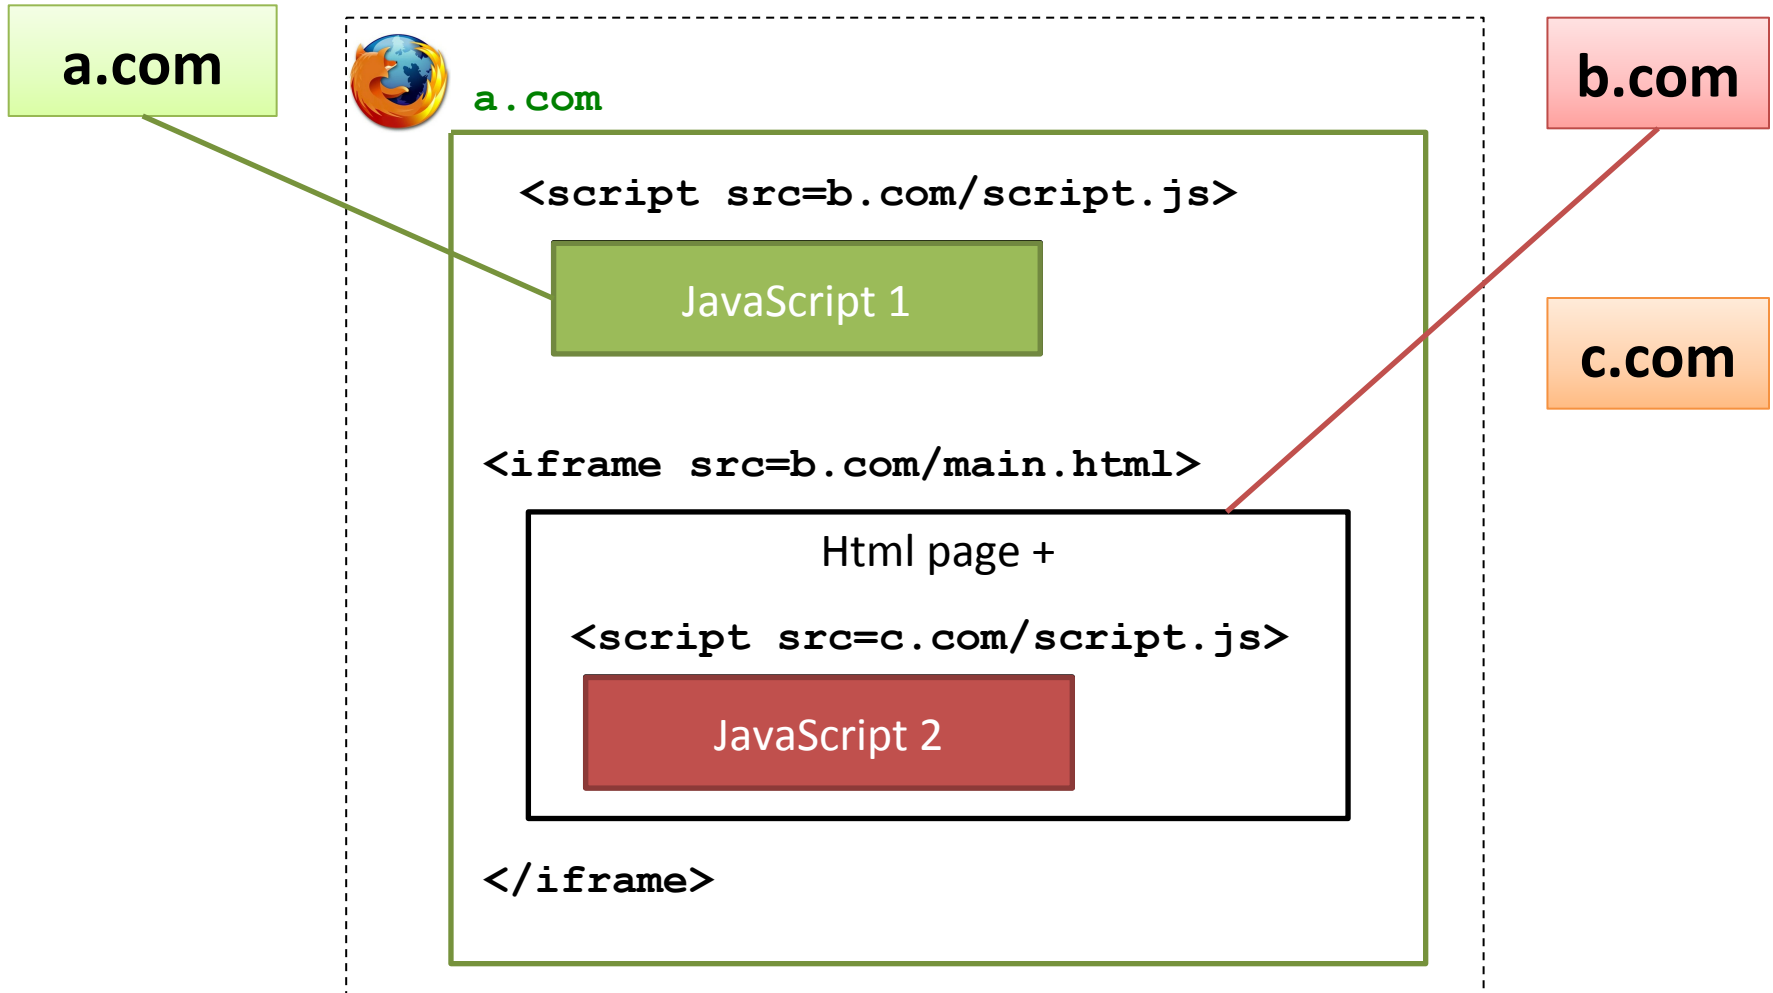 a.com
a.com
b.com
<script src=b.com/script.js>
JavaScript 1
c.com
<iframe src=b.com/main.html>
Html page +
<script src=c.com/script.js>
JavaScript 2
</iframe>